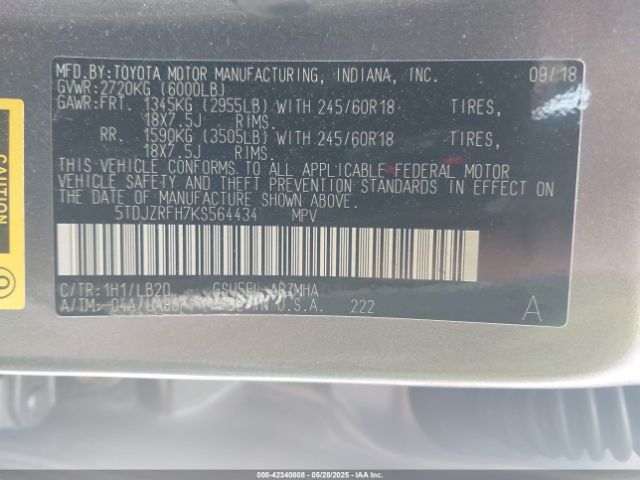 MFD.BY:TOYOTA MOTOR MANUFACTURING, INDIANA, INC. 09/18
GVWR:2720KG (6000LB)
GAWR:FRT. 1345KG (2955LB) WITH 245/60R18 TIRES,
18X7.5J RIMS.
RR. 1590KG (3505LB) WITH 245/60R18 TIRES,
18X7.5J RIMS.
THIS VEHICLE CONFORMS TO ALL APPLICABLE FEDERAL MOTOR
VEHICLE SAFETY AND THEFT PREVENTION STANDARDS IN EFFECT ON
THE DATE OF MANUFACTURE SHOWN ABOVE.
5TDJZRFH7KS564434 MPV
C/TR:1H1/LB20
A/TM: IN U.S.A. 222 A
CAUTION
000-42340808 - 05/28/2025 - IAAI